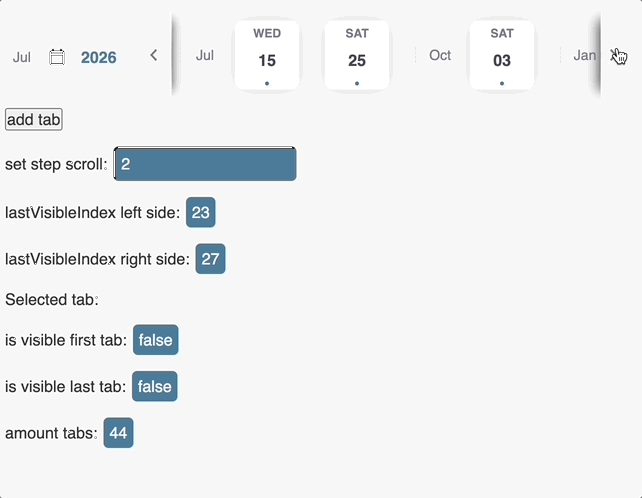 WED SAT SAT
Jul 2026 Jul 15 25 Oct 03 Jan
add tab
set step scroll: 2
lastVisibleIndex left side: 23
lastVisibleIndex right side: 27
Selected tab:
is visible first tab: false
is visible last tab: false
amount tabs: 44